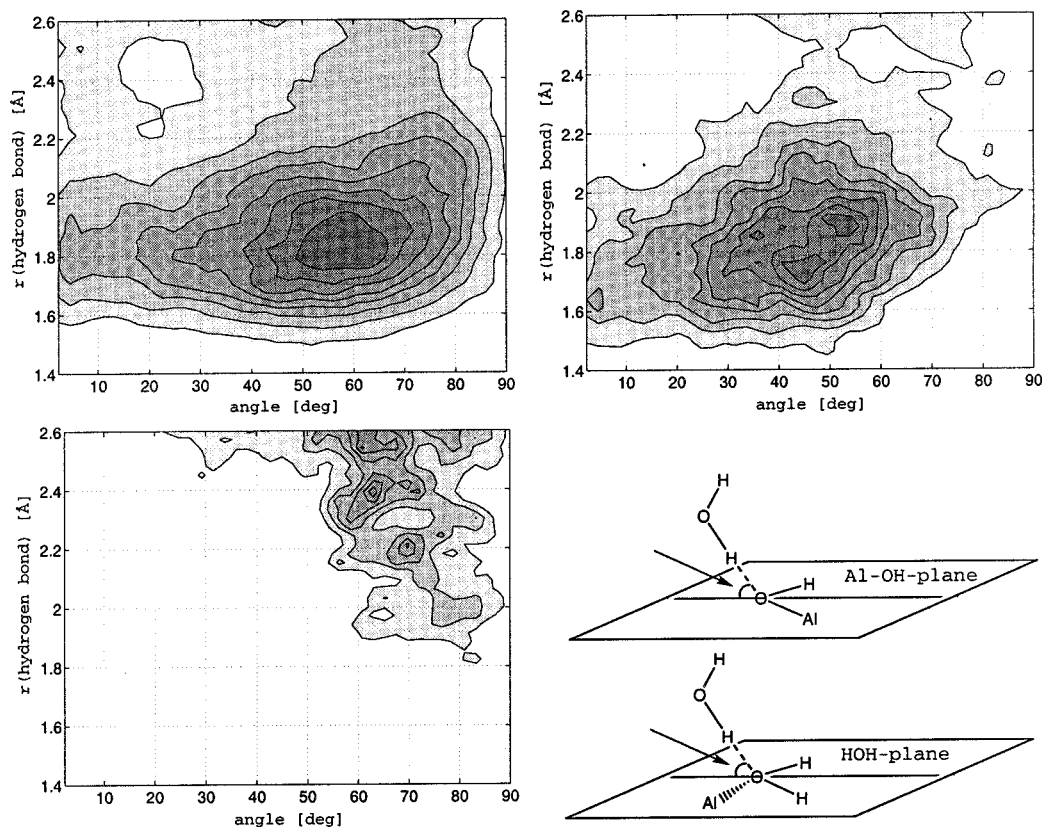 2.6
2.4
2.2
2
1.8
1.6
1.4
r(hydrogen bond) [Å]
10 20 30 40 50 60 70 80 90
angle [deg]
2.6
2.4
2.2
2
1.8
1.6
1.4
r(hydrogen bond) [Å]
10 20 30 40 50 60 70 80 90
angle [deg]
2.6
2.4
2.2
2
1.8
1.6
1.4
r(hydrogen bond) [Å]
10 20 30 40 50 60 70 80 90
angle [deg]
H
O
H
H
Al-OH-plane
O
Al
H
O
H
HOH-plane
H
O
Al
H